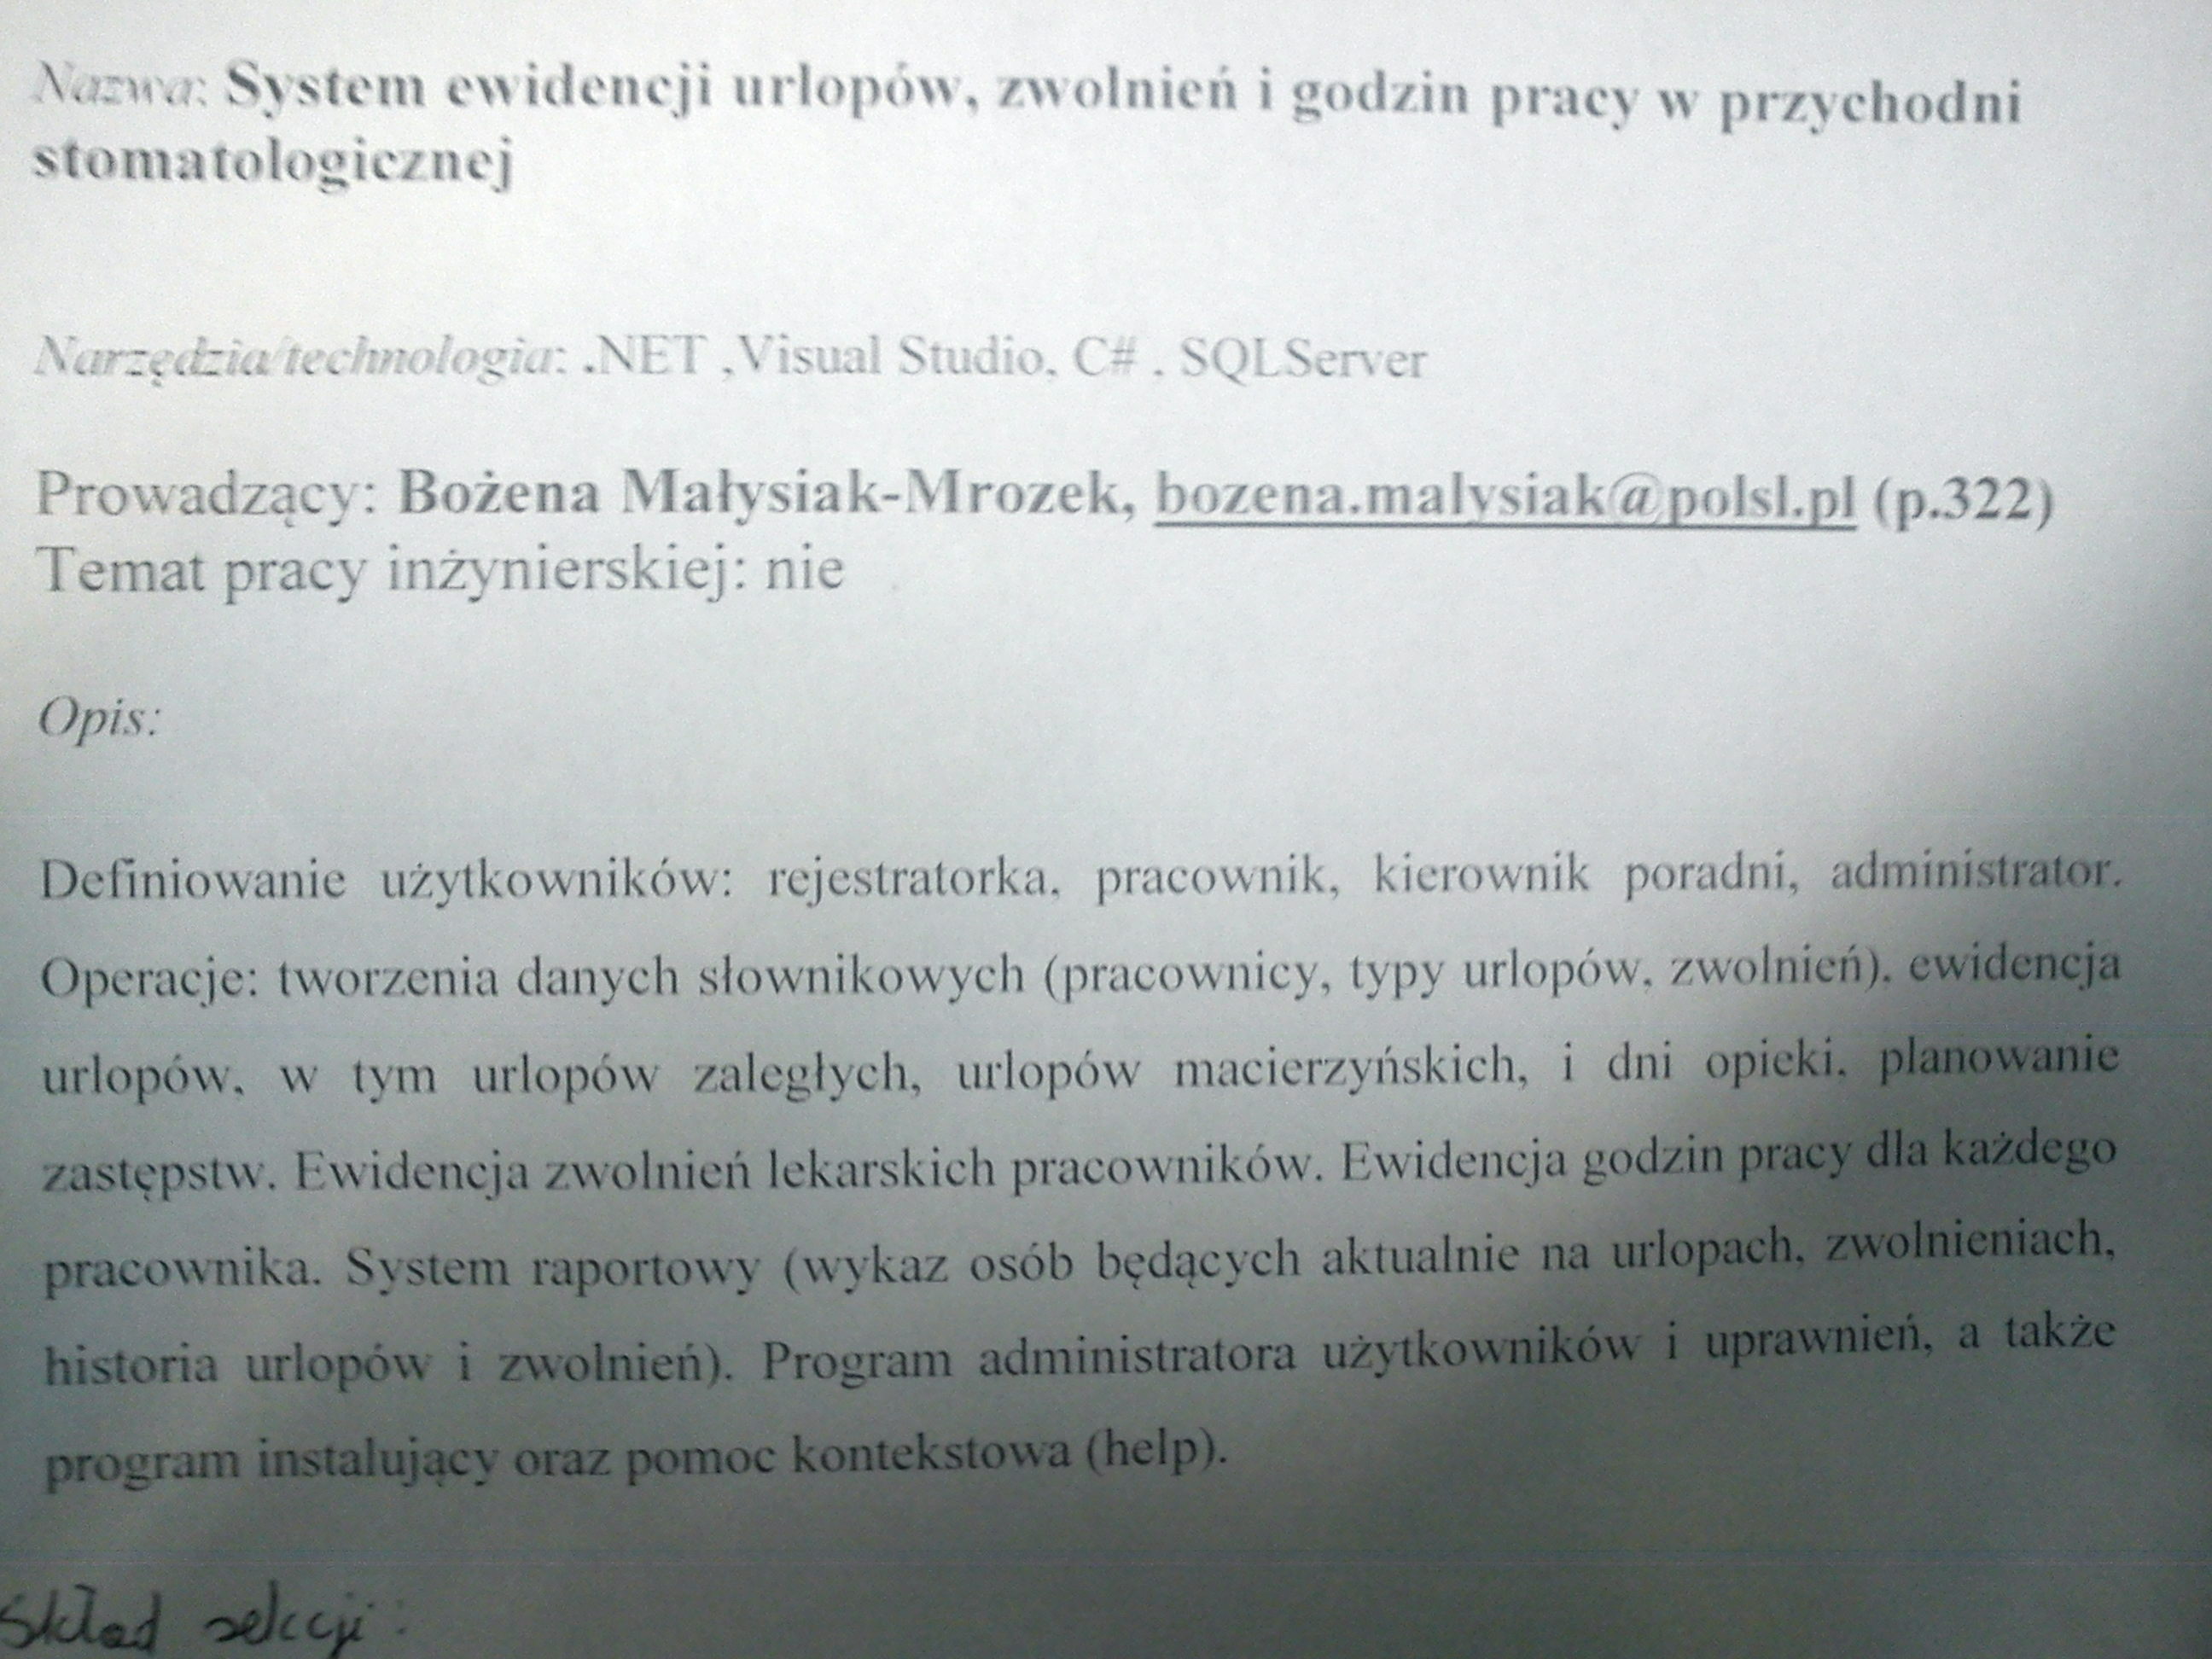 Nazwa: System ewidencji urlopów, zwolnień i godzin pracy w przychodni
stomatologicznej
Narzędzia/technologia: .NET ,Visual Studio, C# , SQLServer
Prowadzący: Bożena Małysiak-Mrozek, bozena.malysiak@polsl.pl (p.322)
Temat pracy inżynierskiej: nie
Opis:
Definiowanie użytkowników: rejestratorka, pracownik, kierownik poradni, administrator.
Operacje: tworzenia danych słownikowych (pracownicy, typy urlopów, zwolnień), ewidencja
urlopów, w tym urlopów zaległych, urlopów macierzyńskich, i dni opieki, planowanie
zastępstw. Ewidencja zwolnień lekarskich pracowników. Ewidencja godzin pracy dla każdego
pracownika. System raportowy (wykaz osób będących aktualnie na urlopach, zwolnieniach,
historia urlopów i zwolnień). Program administratora użytkowników i uprawnień, a także
program instalujący oraz pomoc kontekstowa (help).
Skład sekcji: